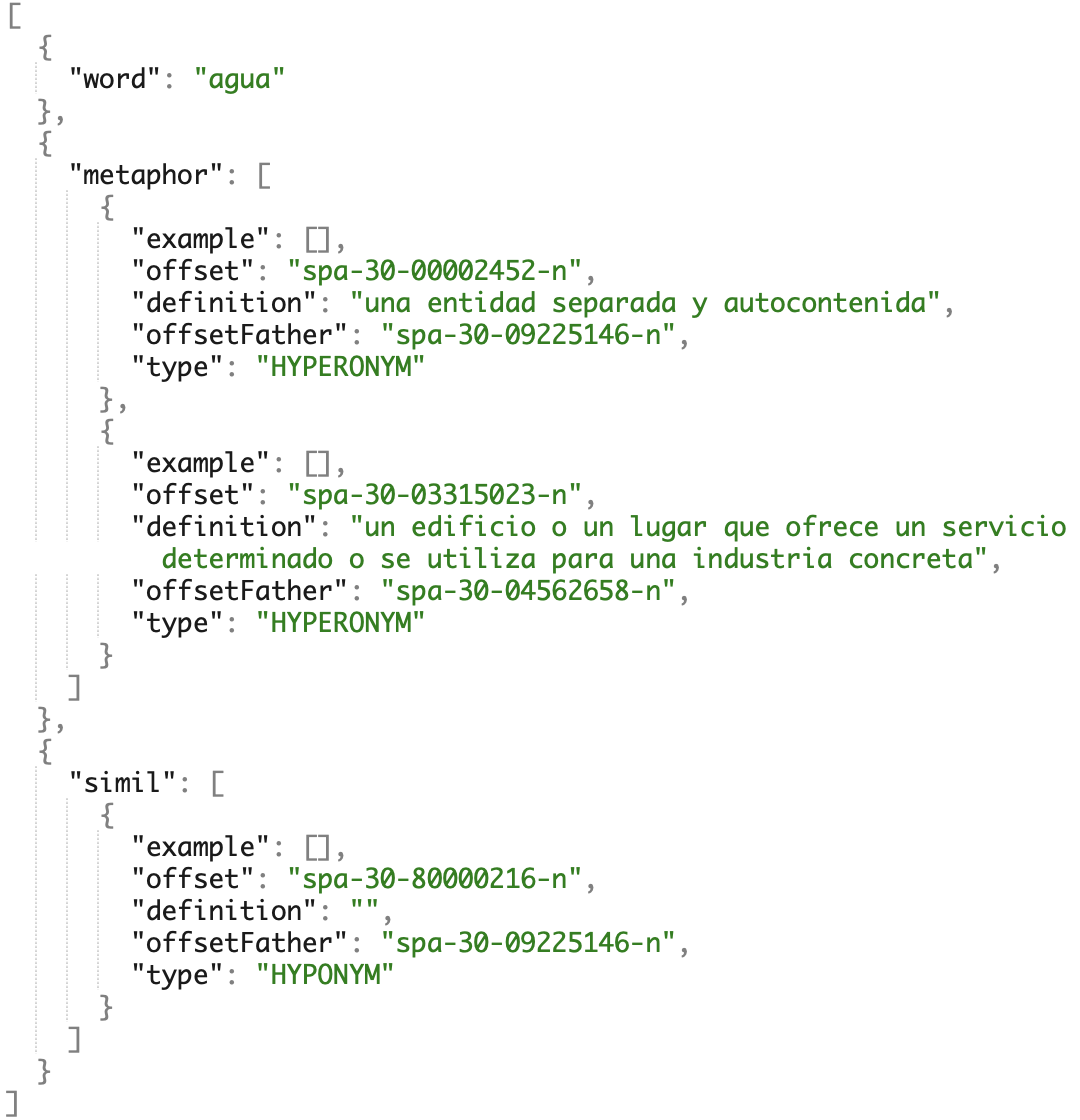 [
  {
    "word": "agua"
  },
  {
    "metaphor": [
      {
        "example": [],
        "offset": "spa-30-00002452-n",
        "definition": "una entidad separada y autocontenida",
        "offsetFather": "spa-30-09225146-n",
        "type": "HYPERONYM"
      },
      {
        "example": [],
        "offset": "spa-30-03315023-n",
        "definition": "un edificio o un lugar que ofrece un servicio
          determinado o se utiliza para una industria concreta",
        "offsetFather": "spa-30-04562658-n",
        "type": "HYPERONYM"
      }
    ]
  },
  {
    "simil": [
      {
        "example": [],
        "offset": "spa-30-80000216-n",
        "definition": "",
        "offsetFather": "spa-30-09225146-n",
        "type": "HYPONYM"
      }
    ]
  }
]